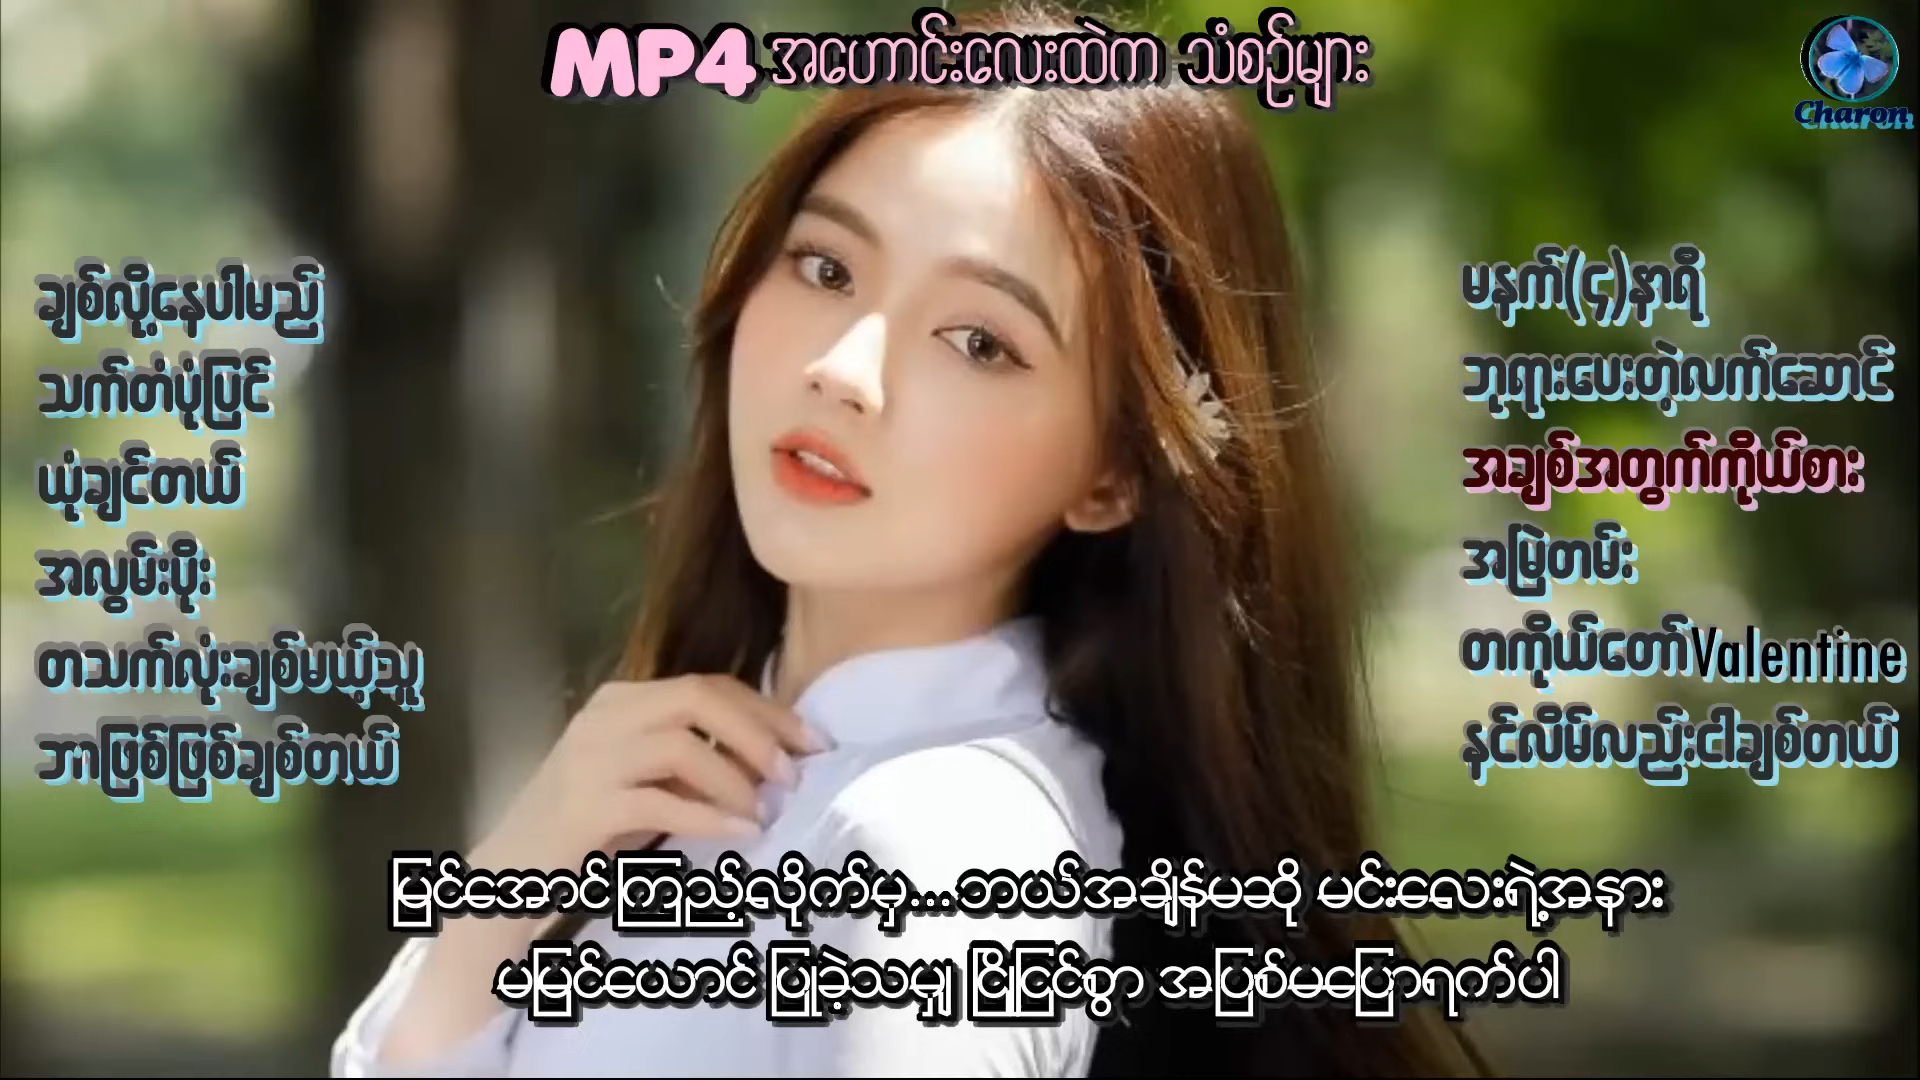 MP4 အဟောင်းလေးထဲက သံစဉ်များ
Charon
ချစ်လို့နေပါမည်
သက်တံပုံပြင်
ယုံချင်တယ်
အလွမ်းပိုး
တသက်လုံးချစ်မယ့်သူ
ဘာဖြစ်ဖြစ်ချစ်တယ်
မနက်(၄)နာရီ
ဘုရားပေးတဲ့လက်ဆောင်
အချစ်အတွက်ကိုယ်စား
အမြဲတမ်း
တကိုယ်တော်Valentine
နင်လိမ်လည်းငါချစ်တယ်
မြင်အောင်ကြည့်လိုက်မှ...ဘယ်အချိန်မဆို မင်းလေးရဲ့အနား
မမြင်ယောင် ပြုခဲ့သမျှ ငြိုငြင်စွာ အပြစ်မပြောရက်ပါ